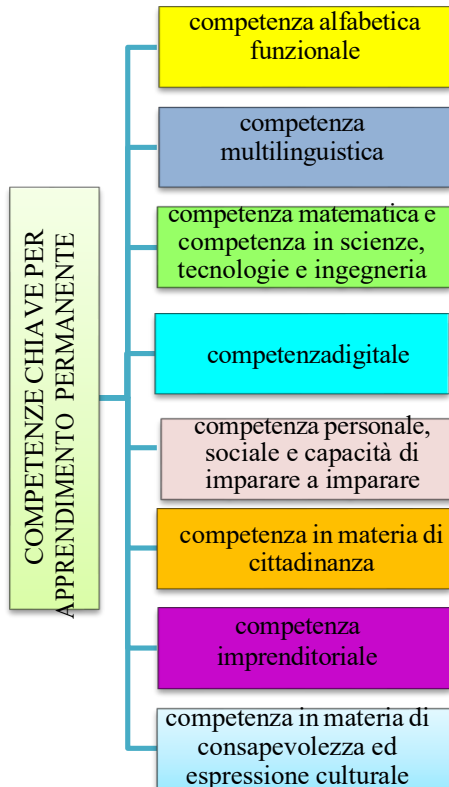 COMPETENZE CHIAVE PER
APPRENDIMENTO PERMANENTE
competenza alfabetica
funzionale
competenza
multilinguistica
competenza matematica e
competenza in scienze,
tecnologie e ingegneria
competenzadigitale
competenza personale,
sociale e capacità di
imparare a imparare
competenza in materia di
cittadinanza
competenza
imprenditoriale
competenza in materia di
consapevolezza ed
espressione culturale